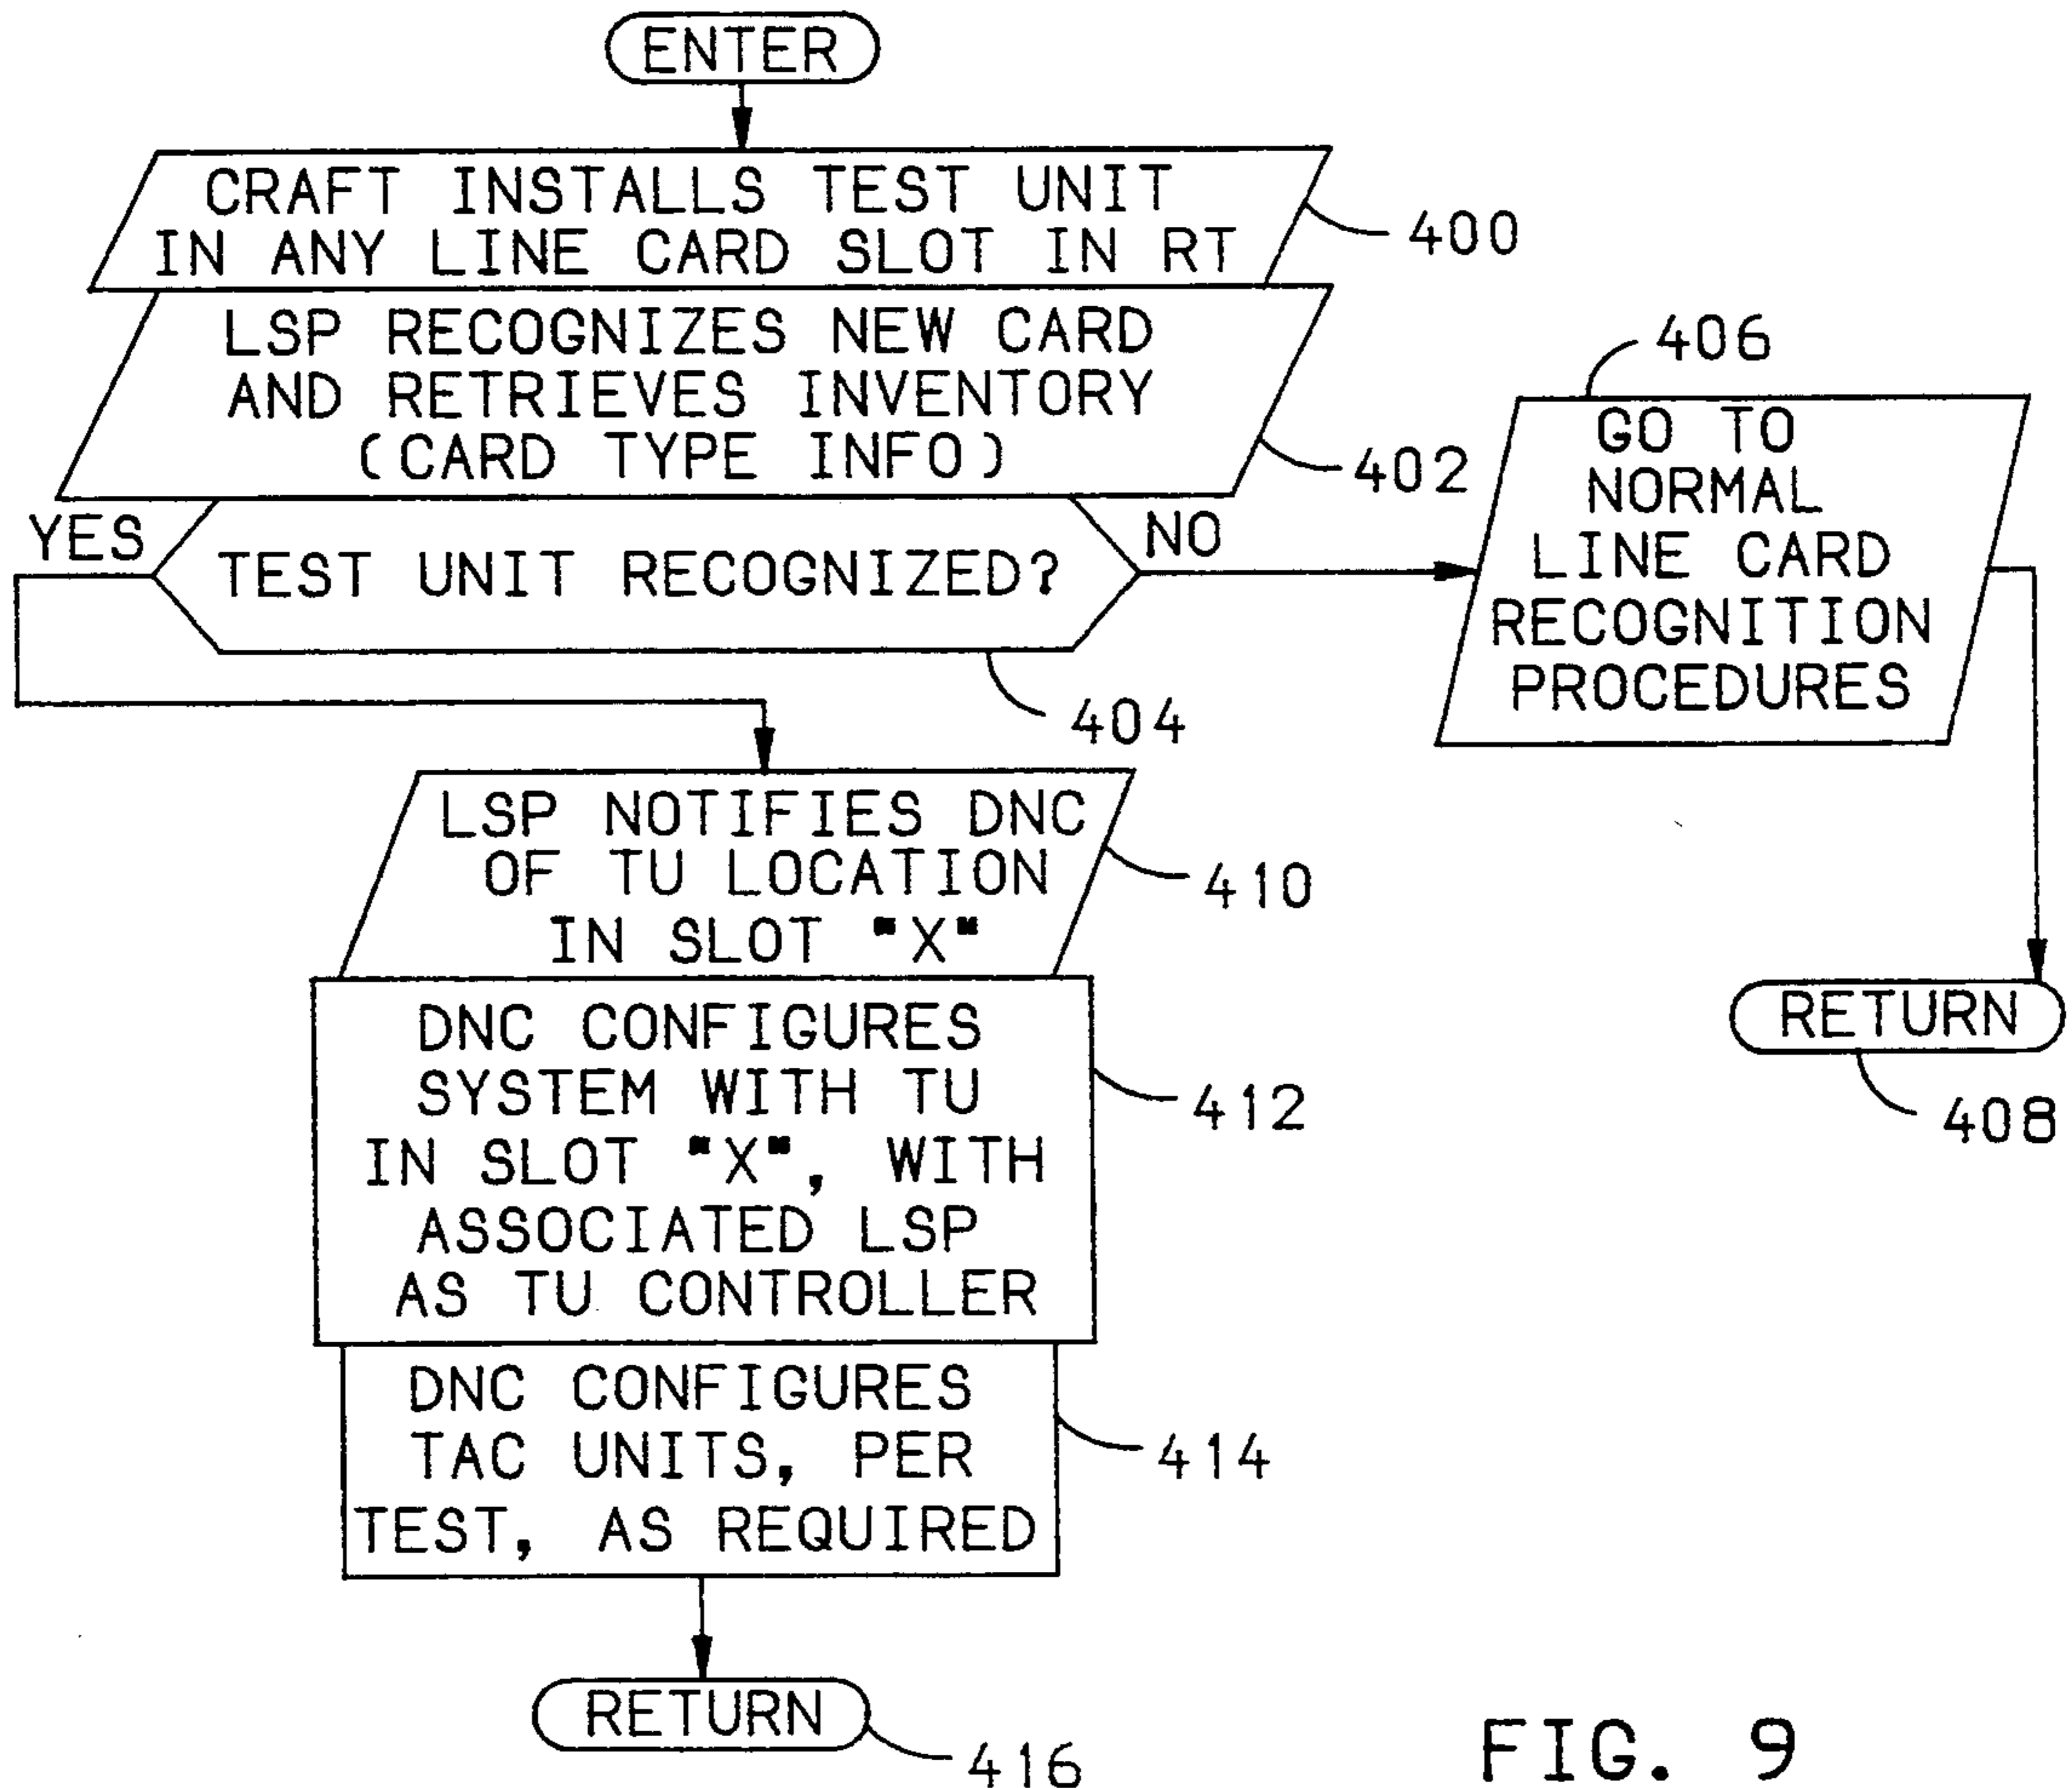 ENTER
CRAFT INSTALLS TEST UNIT
IN ANY LINE CARD SLOT IN RT
400
LSP RECOGNIZES NEW CARD
AND RETRIEVES INVENTORY
(CARD TYPE INFO)
402
YES
TEST UNIT RECOGNIZED?
NO
404
406
GO TO
NORMAL
LINE CARD
RECOGNITION
PROCEDURES
RETURN
408
LSP NOTIFIES DNC
OF TU LOCATION
IN SLOT "X"
410
DNC CONFIGURES
SYSTEM WITH TU
IN SLOT "X", WITH
ASSOCIATED LSP
AS TU CONTROLLER
412
DNC CONFIGURES
TAC UNITS, PER
TEST, AS REQUIRED
414
RETURN
416
FIG. 9